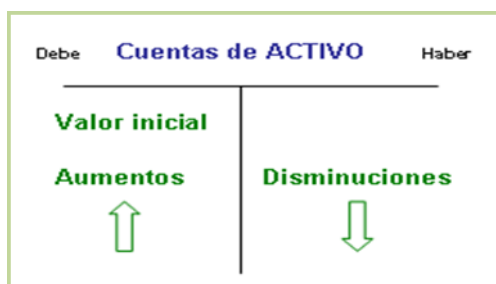 Debe Cuentas de ACTIVO Haber
Valor inicial
Aumentos Disminuciones